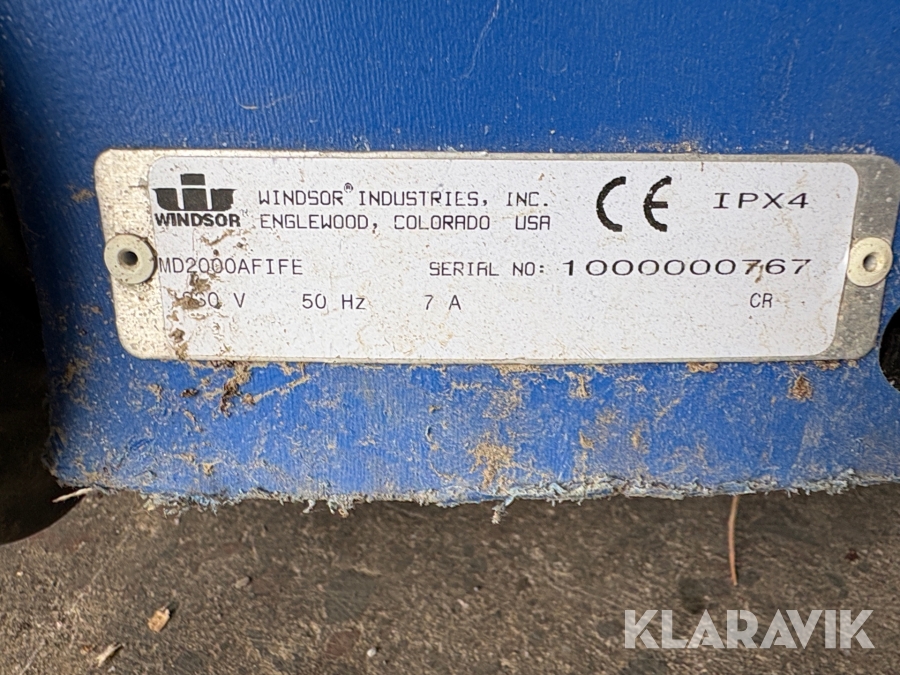 WINDSOR
WINDSOR® INDUSTRIES, INC.
ENGLEWOOD, COLORADO USA
CE IPX4
MD2000AFIFE SERIAL NO: 1000000767
V 50 Hz 7 A CR
KLARAVIK